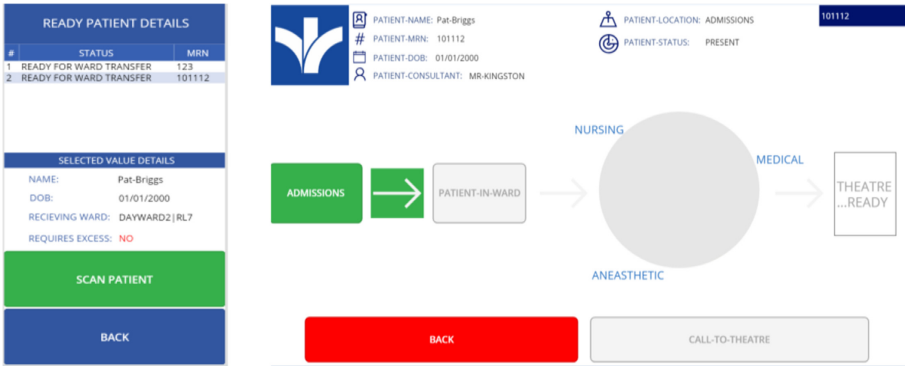 READY PATIENT DETAILS
# STATUS MRN
1 READY FOR WARD TRANSFER 123
2 READY FOR WARD TRANSFER 101112
SELECTED VALUE DETAILS
NAME: Pat-Briggs
DOB: 01/01/2000
RECIEVING WARD: DAYWARD2|RL7
REQUIRES EXCESS: NO
SCAN PATIENT
BACK
PATIENT-NAME: Pat-Briggs
# PATIENT-MRN: 101112
PATIENT-DOB: 01/01/2000
PATIENT-CONSULTANT: MR-KINGSTON
PATIENT-LOCATION: ADMISSIONS
PATIENT-STATUS: PRESENT
101112
ADMISSIONS
PATIENT-IN-WARD
NURSING
MEDICAL
ANEASTHETIC
THEATRE
...READY
BACK
CALL-TO-THEATRE